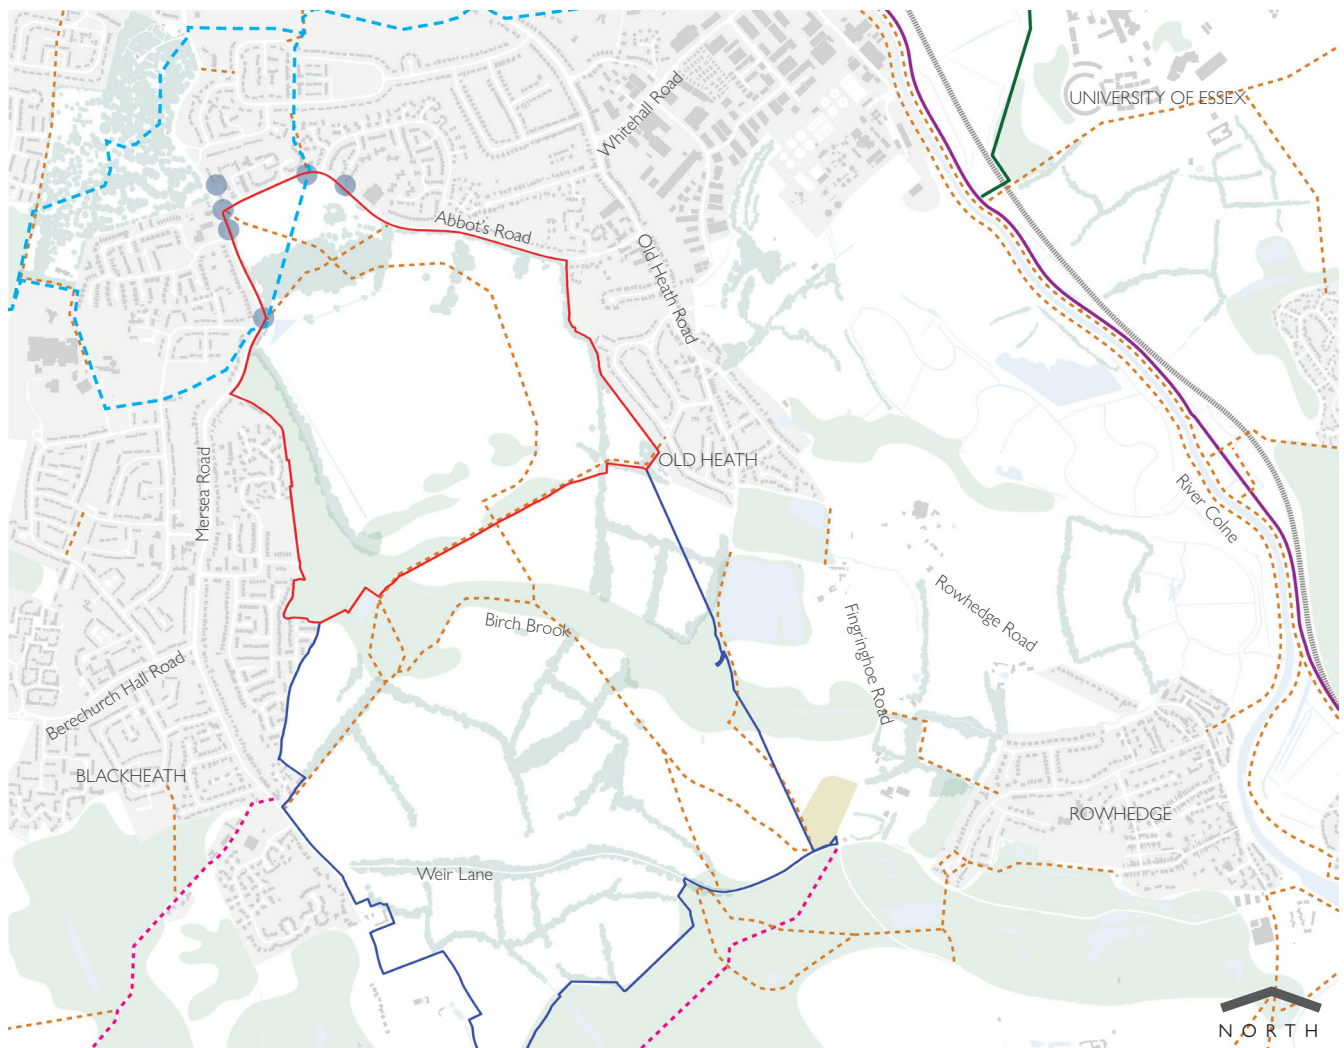 UNIVERSITY OF ESSEX
Whitehall Road
Abbot's Road
Old Heath Road
OLD HEATH
Mersea Road
River Colne
Rowhedge Road
Birch Brook
Fingringhoe Road
Berechurch Hall Road
BLACKHEATH
ROWHEDGE
Weir Lane
NORTH